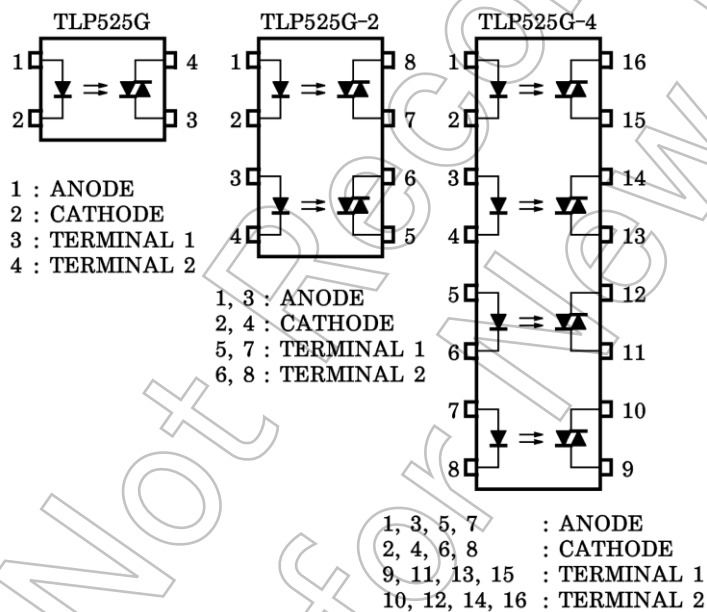 TLP525G
1
2
4
3
1 : ANODE
2 : CATHODE
3 : TERMINAL 1
4 : TERMINAL 2
TLP525G-2
1
2
3
4
8
7
6
5
1, 3 : ANODE
2, 4 : CATHODE
5, 7 : TERMINAL 1
6, 8 : TERMINAL 2
TLP525G-4
1
2
3
4
5
6
7
8
16
15
14
13
12
11
10
9
1, 3, 5, 7 : ANODE
2, 4, 6, 8 : CATHODE
9, 11, 13, 15 : TERMINAL 1
10, 12, 14, 16 : TERMINAL 2
Not
for New